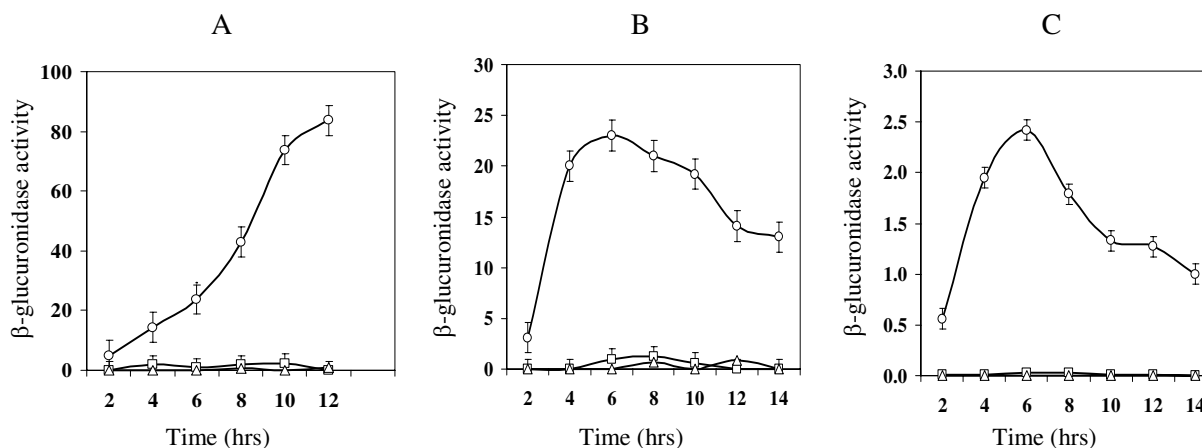 A
β-glucuronidase activity
100
80
60
40
20
0
2 4 6 8 10 12
Time (hrs)
B
β-glucuronidase activity
30
25
20
15
10
5
0
2 4 6 8 10 12 14
Time (hrs)
C
β-glucuronidase activity
3.0
2.5
2.0
1.5
1.0
0.5
0.0
2 4 6 8 10 12 14
Time (hrs)